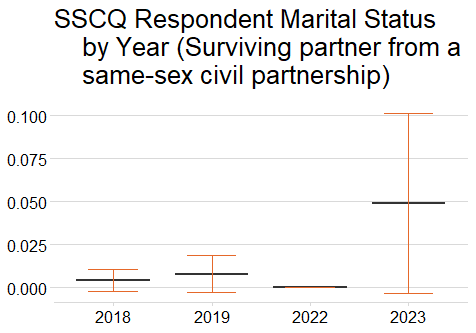 SSCQ Respondent Marital Status
by Year (Surviving partner from a
same-sex civil partnership)
0.100
0.075
0.050
0.025
0.000
2018 2019 2022 2023